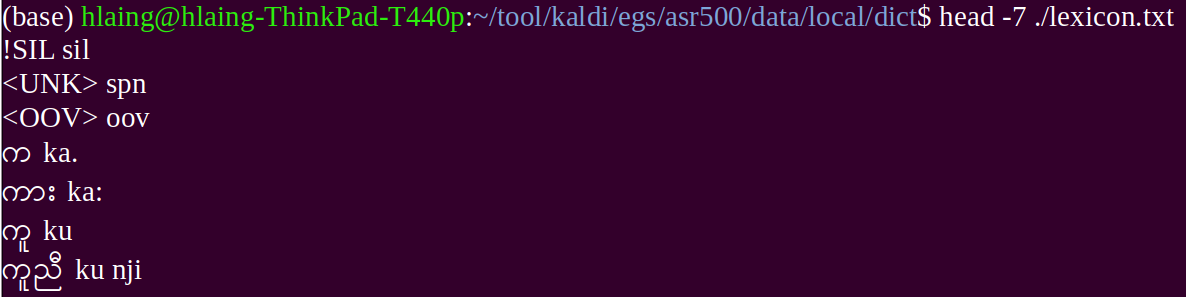 (base) hlaing@hlaing-ThinkPad-T440p:~/tool/kaldi/egs/asr500/data/local/dict$ head -7 ./lexicon.txt
!SIL sil
<UNK> spn
<OOV> oov
က ka.
ကား ka:
ကူ ku
ကူညီ ku nji